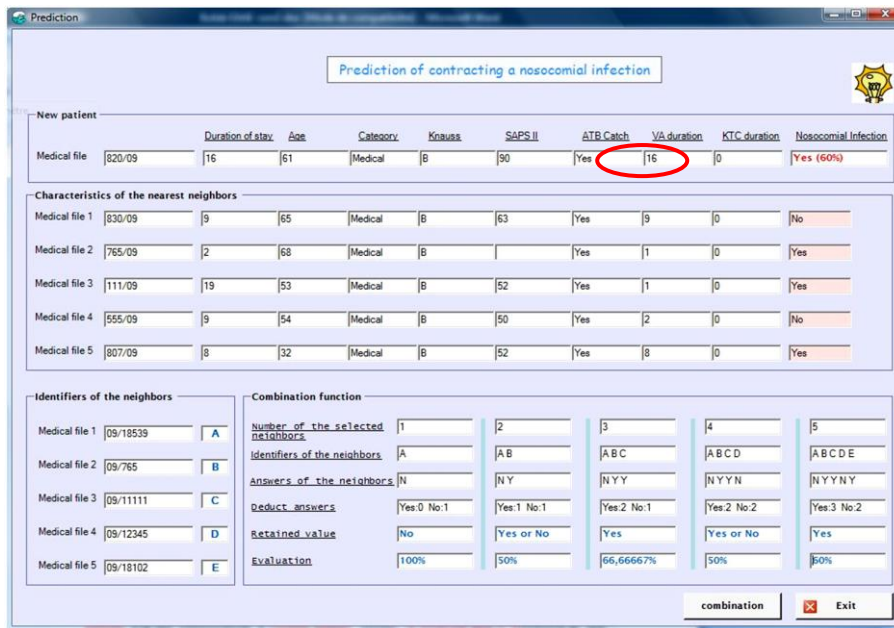 Prediction
Prediction of contracting a nosocomial infection
New patient
Duration of stay Age Category Knauss SAPS II ATB Catch VA duration KTC duration Nosocomial Infection
Medical file 820/09 16 61 Medical B 90 Yes 16 0 Yes (60%)
Characteristics of the nearest neighbors
Medical file 1 830/09 9 65 Medical B 63 Yes 9 0 No
Medical file 2 765/09 2 68 Medical B Yes 1 0 Yes
Medical file 3 111/09 19 53 Medical B 52 Yes 1 0 Yes
Medical file 4 555/09 9 54 Medical B 50 Yes 2 0 No
Medical file 5 807/09 8 32 Medical B 52 Yes 8 0 Yes
Identifiers of the neighbors
Medical file 1 09/18539 A
Medical file 2 09/765 B
Medical file 3 09/11111 C
Medical file 4 09/12345 D
Medical file 5 09/18102 E
Combination function
Number of the selected
neighbors 1 2 3 4 5
Identifiers of the neighbors A A B A B C A B C D A B C D E
Answers of the neighbors N N Y N Y Y N Y Y N N Y Y N Y
Deduct answers Yes:0 No:1 Yes:1 No:1 Yes:2 No:1 Yes:2 No:2 Yes:3 No:2
Retained value No Yes or No Yes Yes or No Yes
Evaluation 100% 50% 66,66667% 50% 60%
combination Exit